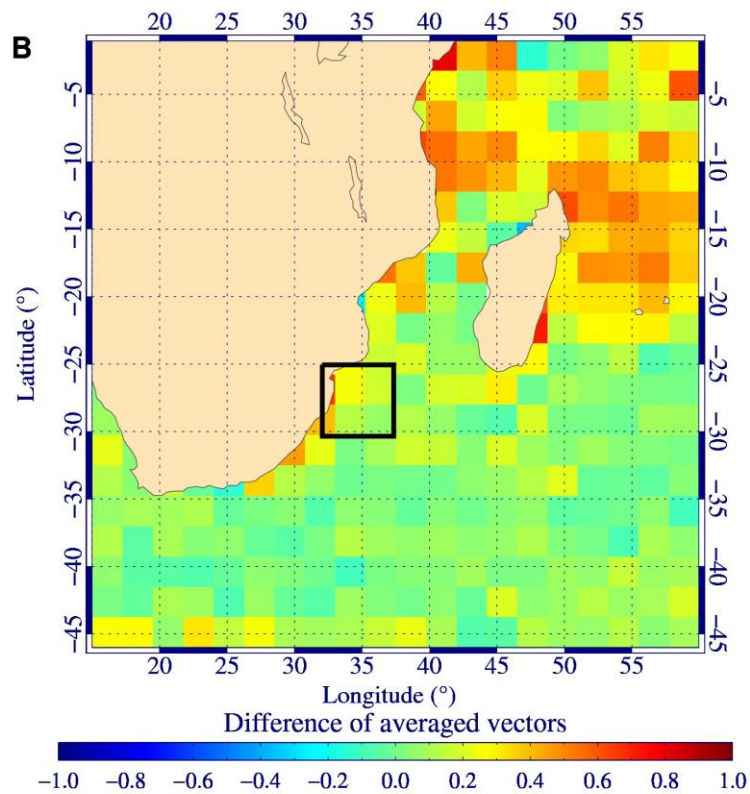 B
20 25 30 35 40 45 50 55
−5 −5
−10 −10
−15 −15
−20 −20
−25 −25
−30 −30
−35 −35
−40 −40
−45 −45
Latitude (°)
20 25 30 35 40 45 50 55
Longitude (°)
Difference of averaged vectors
−1.0 −0.8 −0.6 −0.4 −0.2 0.0 0.2 0.4 0.6 0.8 1.0